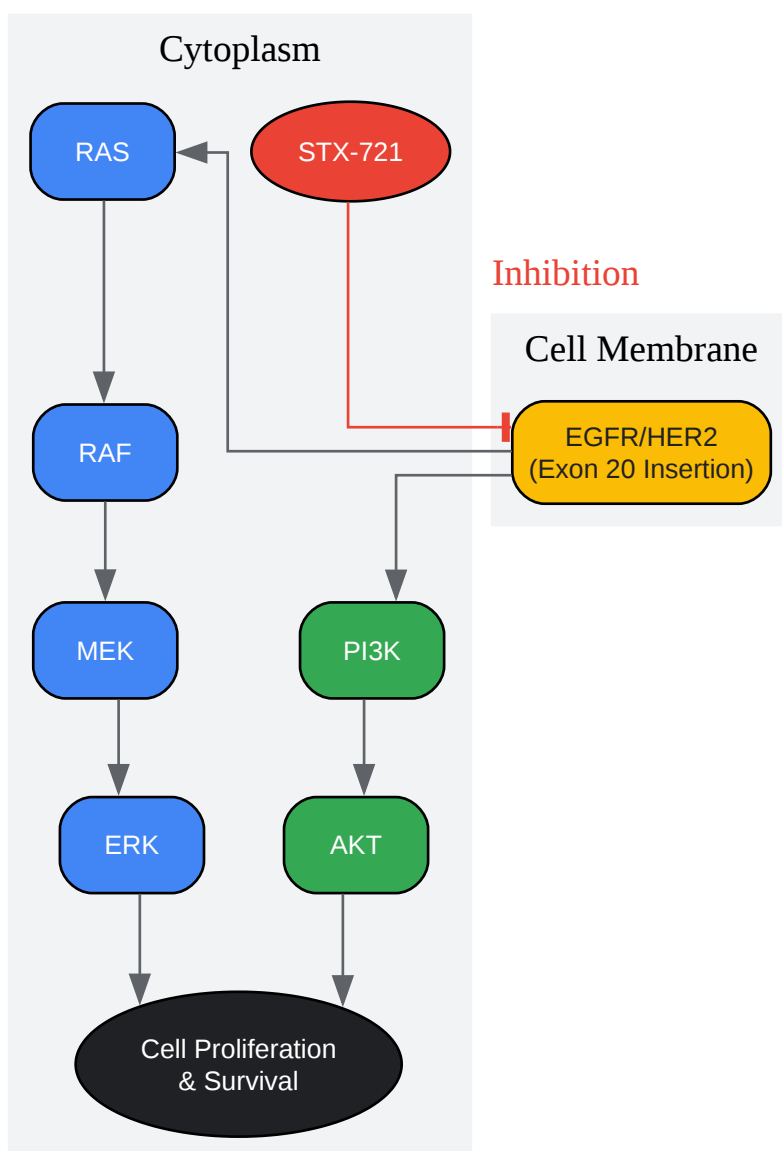 Cytoplasm
RAS
STX-721
Inhibition
Cell Membrane
EGFR/HER2
(Exon 20 Insertion)
RAF
MEK
PI3K
ERK
AKT
Cell Proliferation
& Survival